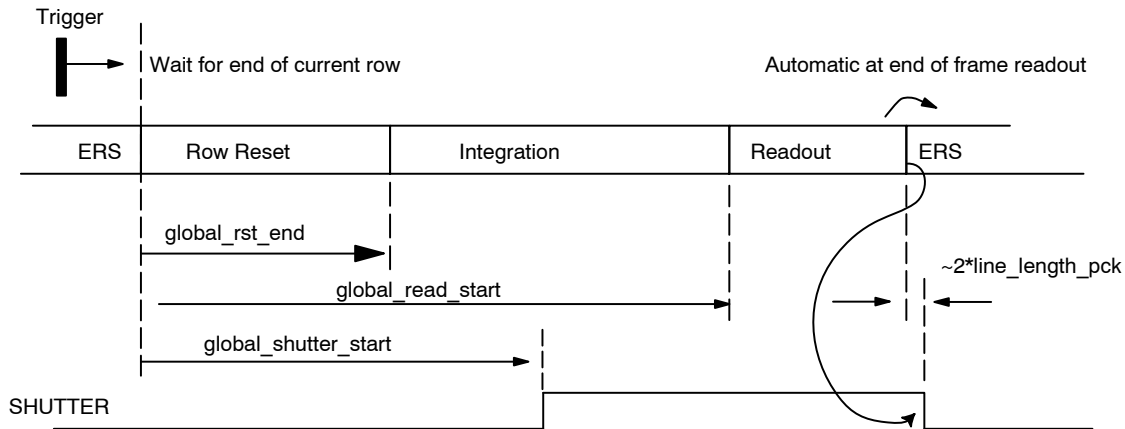 Trigger
Wait for end of current row
Automatic at end of frame readout
ERS
Row Reset
Integration
Readout
ERS
global_rst_end
~2*line_length_pck
global_read_start
global_shutter_start
SHUTTER